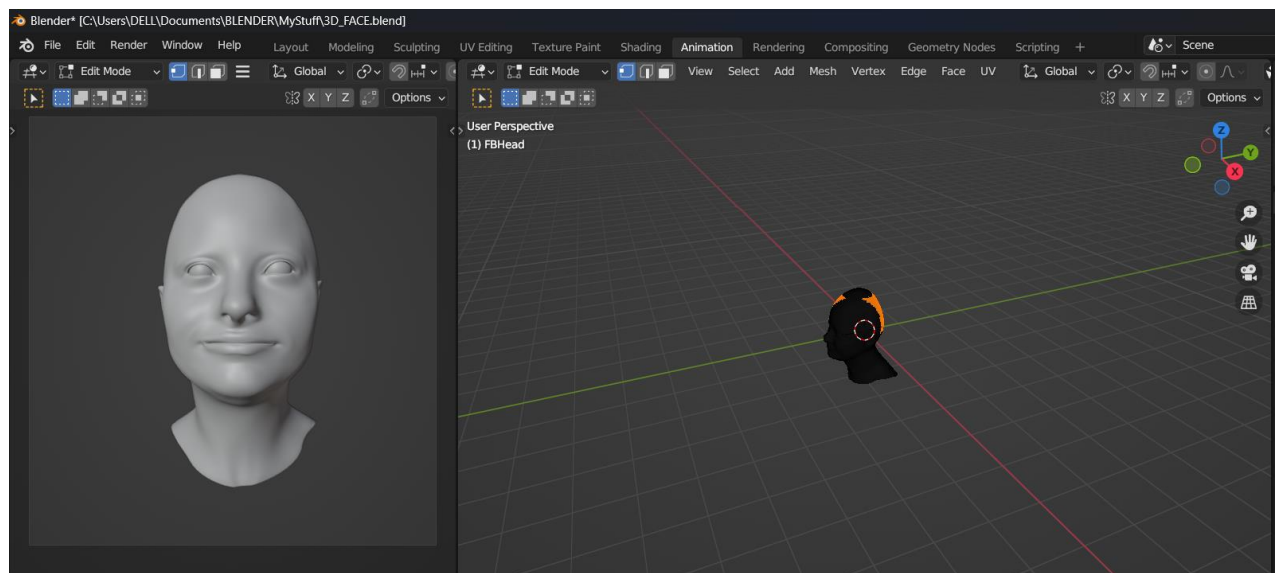 Blender* [C:\Users\DELL\Documents\BLENDER\MyStuff\3D_FACE.blend]
File Edit Render Window Help Layout Modeling Sculpting UV Editing Texture Paint Shading Animation Rendering Compositing Geometry Nodes Scripting + Scene
Edit Mode Global Edit Mode View Select Add Mesh Vertex Edge Face UV Global
X Y Z Options X Y Z Options
User Perspective
(1) FBHead
Z
Y
X